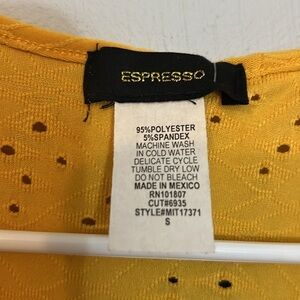 ESPRESSO
95%POLYESTER
5%SPANDEX
MACHINE WASH
IN COLD WATER
DELICATE CYCLE
TUMBLE DRY LOW
DO NOT BLEACH
MADE IN MEXICO
RN101807
CUT#6935
STYLE#MIT17371
S